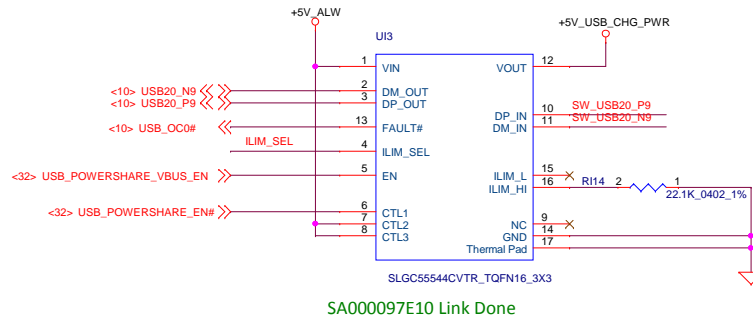 +5V_ALW
+5V_USB_CHG_PWR
UI3
1 VIN VOUT 12
<10> USB20_N9 2 DM_OUT
<10> USB20_P9 3 DP_OUT
DP_IN 10 SW_USB20_P9
DM_IN 11 SW_USB20_N9
<10> USB_OC0# 13 FAULT#
ILIM_SEL 4 ILIM_SEL
<32> USB_POWERSHARE_VBUS_EN 5 EN
ILIM_L 15
ILIM_HI 16 RI14 2 1
22.1K_0402_1%
<32> USB_POWERSHARE_EN# 6 CTL1
7 CTL2
8 CTL3
NC 9
GND 14
Thermal Pad 17
SLGC55544CVTR_TQFN16_3X3
SA000097E10 Link Done